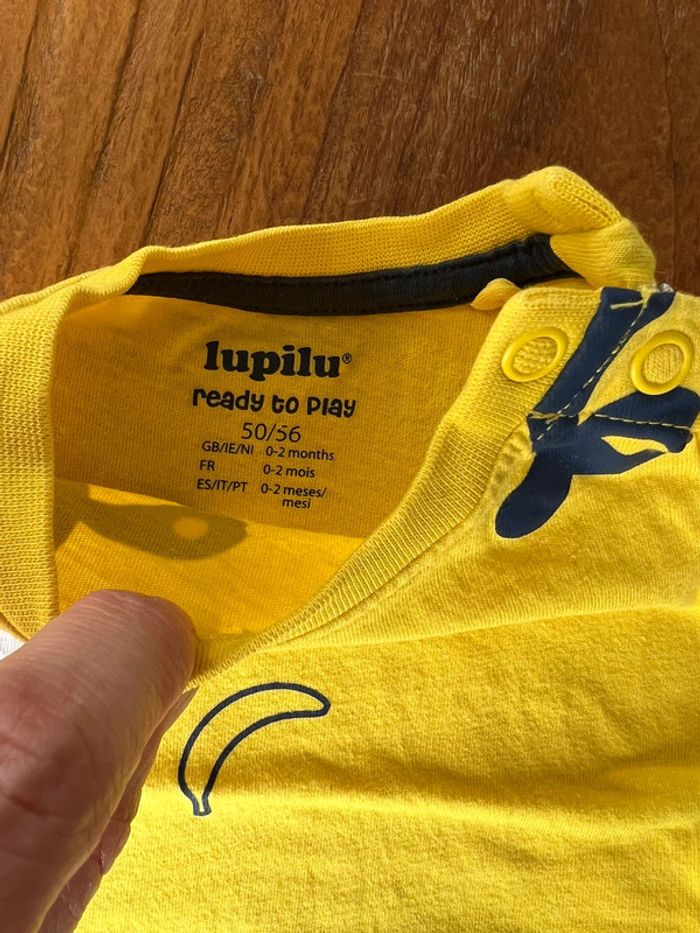 lupilu®
ready to play
50/56
GB/IE/NI 0-2 months
FR 0-2 mois
ES/IT/PT 0-2 meses/
mesi